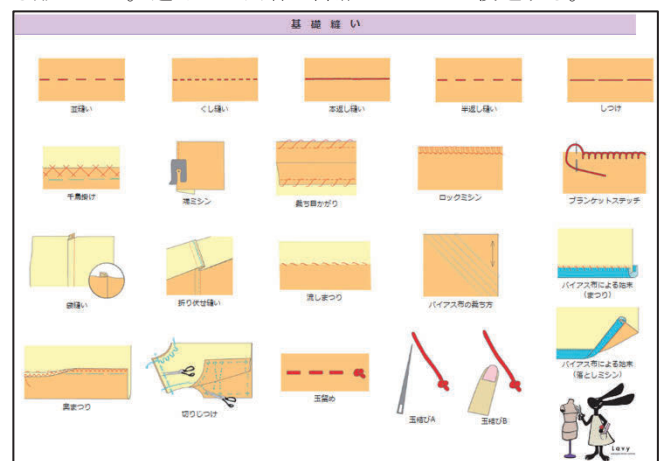 基礎縫い
並縫い
ぐし縫い
本返し縫い
半返し縫い
しつけ
千鳥掛け
端ミシン
裁ち目かがり
ロックミシン
ブランケットステッチ
袋縫い
折り伏せ縫い
流しまつり
バイアス布の裁ち方
バイアス布による始末
(まつり)
奥まつり
切りじつけ
玉留め
玉結びA
玉結びB
バイアス布による始末
(落としミシン)
Lavy